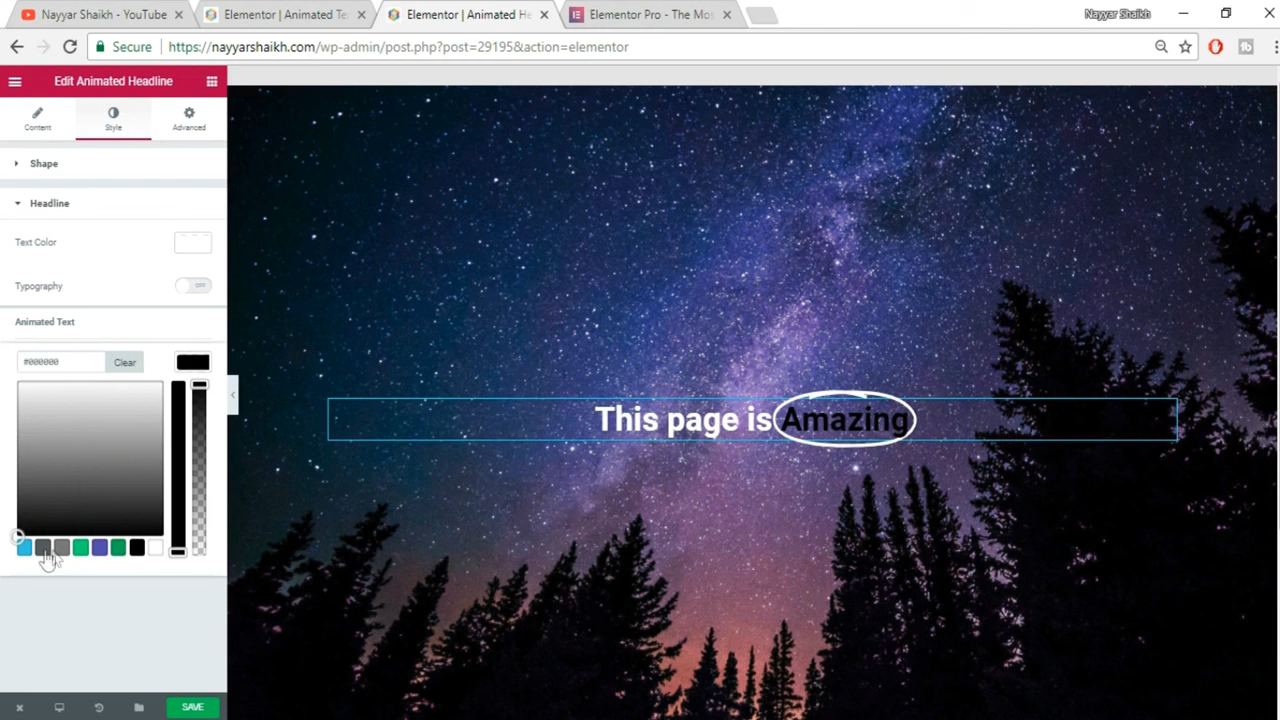 Nayyar Shaikh - YouTube
Elementor | Animated Te
Elementor | Animated He
Elementor Pro - The Mos
Nayyar Shaikh
Secure
https://nayyarshaikh.com/wp-admin/post.php?post=29195&action=elementor
Edit Animated Headline
Content
Style
Advanced
Shape
Headline
Text Color
Typography
OFF
Animated Text
#000000
Clear
This page is Amazing
SAVE